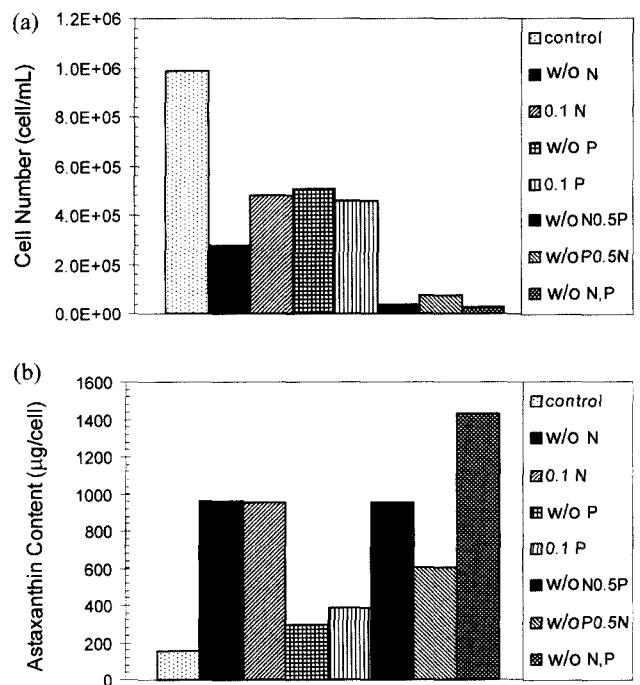 (a)
1.2E+06
1.0E+06
8.0E+05
6.0E+05
4.0E+05
2.0E+05
0.0E+00
Cell Number (cell/mL)
control
w/o N
0.1 N
w/o P
0.1 P
w/o N0.5P
w/oP0.5N
w/o N,P
(b)
1600
1400
1200
1000
800
600
400
200
0
Astaxanthin Content (µg/cell)
control
w/o N
0.1 N
w/o P
0.1 P
w/o N0.5P
w/oP0.5N
w/o N,P